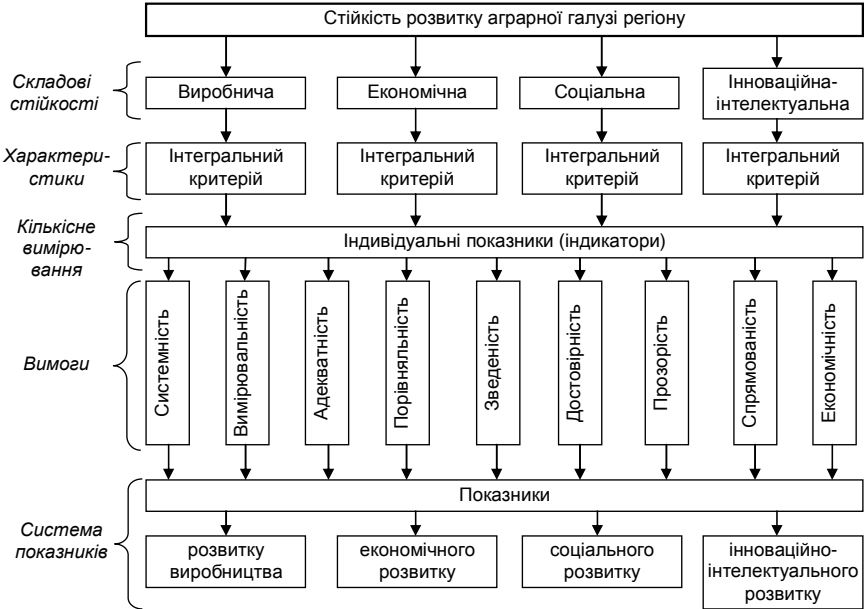 Стійкість розвитку аграрної галузі регіону
Складові
стійкості
Виробнича
Економічна
Соціальна
Інноваційна-
інтелектуальна
Характери-
стики
Інтегральний
критерій
Інтегральний
критерій
Інтегральний
критерій
Інтегральний
критерій
Кількісне
вимірю-
вання
Індивідуальні показники (індикатори)
Вимоги
Системність
Вимірювальність
Адекватність
Порівняльність
Зведеність
Достовірність
Прозорість
Спрямованість
Економічність
Система
показників
Показники
розвитку
виробництва
економічного
розвитку
соціального
розвитку
інноваційно-
інтелектуального
розвитку